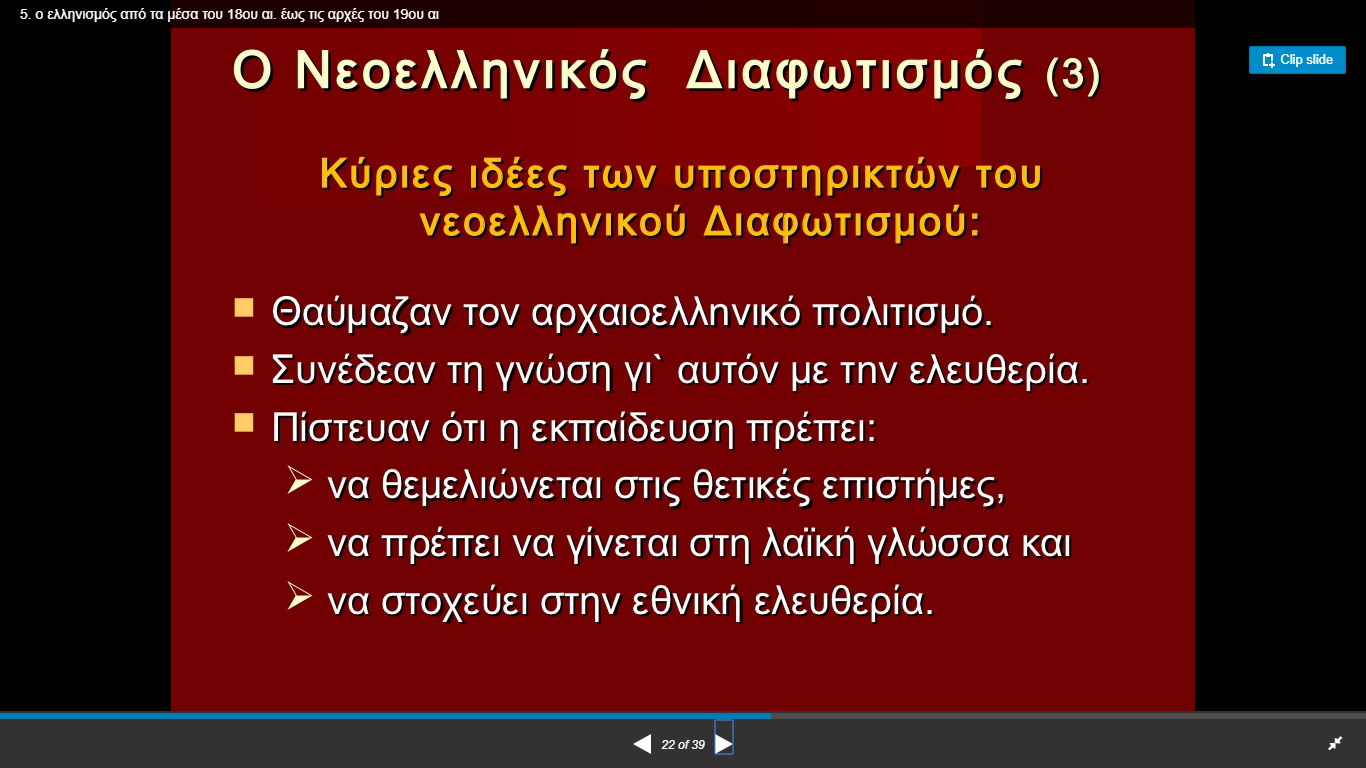 5. ο ελληνισμός από τα μέσα του 18ου αι. έως τις αρχές του 19ου αι
Clip slide
Ο Νεοελληνικός Διαφωτισμός (3)
Κύριες ιδέες των υποστηρικτών του
νεοελληνικού Διαφωτισμού:
Θαύμαζαν τον αρχαιοελληνικό πολιτισμό.
Συνέδεαν τη γνώση γι` αυτόν με την ελευθερία.
Πίστευαν ότι η εκπαίδευση πρέπει:
να θεμελιώνεται στις θετικές επιστήμες,
να πρέπει να γίνεται στη λαϊκή γλώσσα και
να στοχεύει στην εθνική ελευθερία.
22 of 39